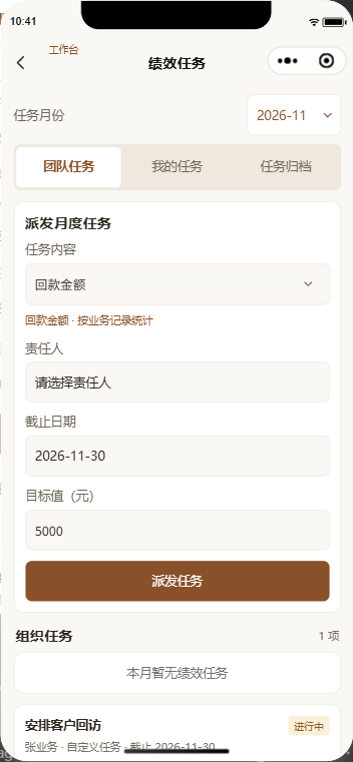 10:41
工作台
绩效任务
任务月份
2026-11
团队任务
我的任务
任务归档
派发月度任务
任务内容
回款金额
回款金额 · 按业务记录统计
责任人
请选择责任人
截止日期
2026-11-30
目标值（元）
5000
派发任务
组织任务
1 项
本月暂无绩效任务
安排客户回访
进行中
张业务 · 自定义任务 · 截止 2026-11-30